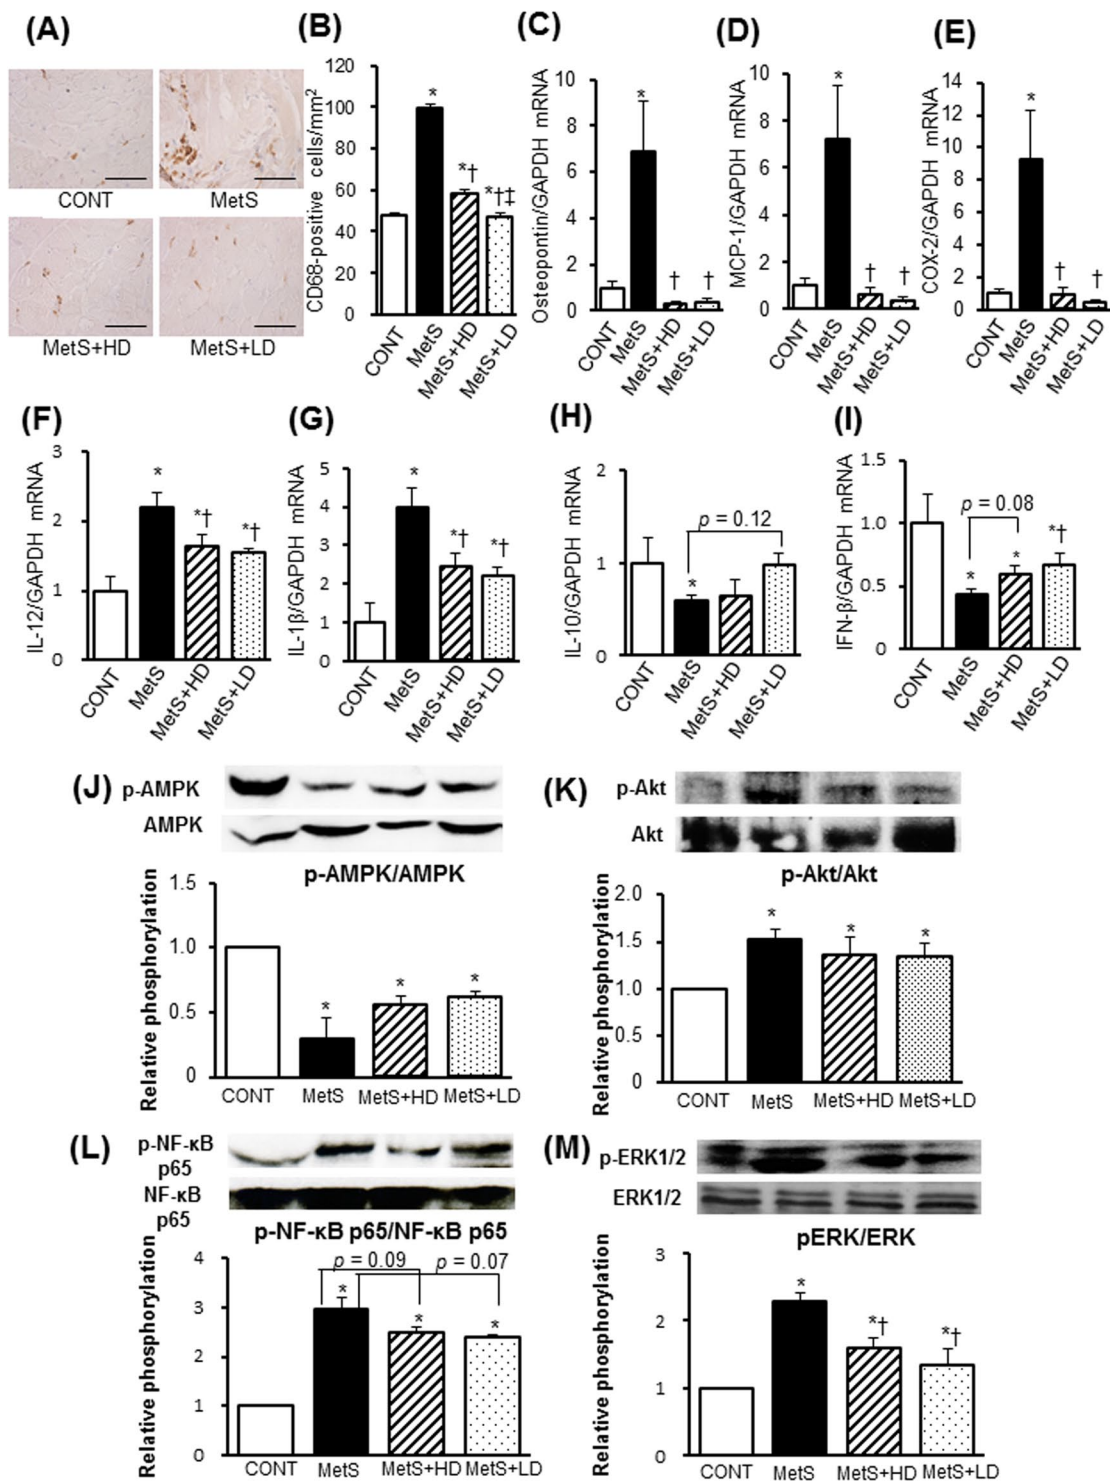 (A)
CONT
MetS
MetS+HD
MetS+LD
(B)
CD68-positive cells/mm²
120
100
80
60
40
20
0
*
*†
*†‡
CONT
MetS
MetS+HD
MetS+LD
(C)
Osteopontin/GAPDH mRNA
10
8
6
4
2
0
*
†
†
CONT
MetS
MetS+HD
MetS+LD
(D)
MCP-1/GAPDH mRNA
10
8
6
4
2
0
*
†
†
CONT
MetS
MetS+HD
MetS+LD
(E)
COX-2/GAPDH mRNA
14
12
10
8
6
4
2
0
*
†
†
CONT
MetS
MetS+HD
MetS+LD
(F)
IL-12/GAPDH mRNA
3
2
1
0
*
*†
*†
CONT
MetS
MetS+HD
MetS+LD
(G)
IL-1β/GAPDH mRNA
5
4
3
2
1
0
*
*†
*†
CONT
MetS
MetS+HD
MetS+LD
(H)
IL-10/GAPDH mRNA
2
1
0
p = 0.12
*
CONT
MetS
MetS+HD
MetS+LD
(I)
IFN-β/GAPDH mRNA
1.5
1.0
0.5
0
p = 0.08
*
*
*†
CONT
MetS
MetS+HD
MetS+LD
(J)
p-AMPK
AMPK
p-AMPK/AMPK
Relative phosphorylation
1.5
1.0
0.5
0
*
*
*
CONT
MetS
MetS+HD
MetS+LD
(K)
p-Akt
Akt
p-Akt/Akt
Relative phosphorylation
2.0
1.5
1.0
0.5
0
*
*
*
CONT
MetS
MetS+HD
MetS+LD
(L)
p-NF-κB
p65
NF-κB
p65
p-NF-κB p65/NF-κB p65
Relative phosphorylation
4
3
2
1
0
p = 0.09
p = 0.07
*
*
*
CONT
MetS
MetS+HD
MetS+LD
(M)
p-ERK1/2
ERK1/2
pERK/ERK
Relative phosphorylation
3
2
1
0
*
*†
*†
CONT
MetS
MetS+HD
MetS+LD